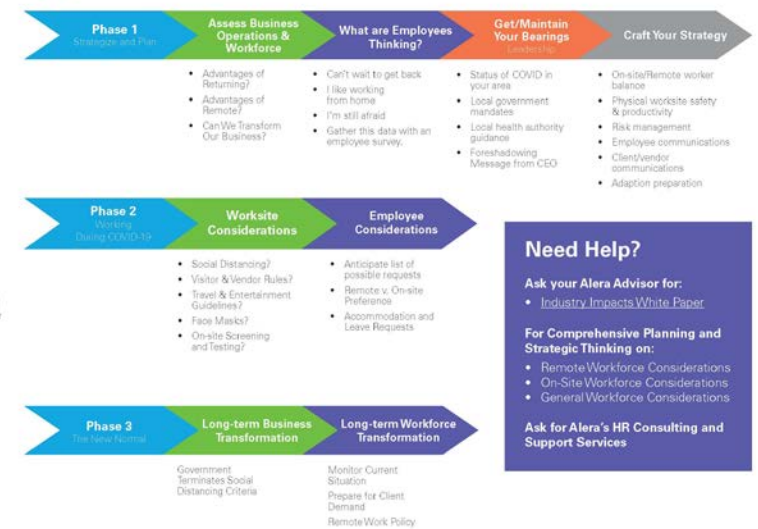 Phase 1
Strategize and Plan
Assess Business
Operations &
Workforce
What are Employees
Thinking?
Get/Maintain
Your Bearings
Leadership
Craft Your Strategy
• Advantages of
Returning?
• Advantages of
Remote?
• Can We Transform
Our Business?
• Can't wait to get back
• I like working
from home
• I'm still afraid
• Gather this data with an
employee survey.
• Status of COVID in
your area
• Local government
mandates
• Local health authority
guidance
• Foreshadowing
Message from CEO
• On-site/Remote worker
balance
• Physical worksite safety
& productivity
• Risk management
• Employee communications
• Client/vendor
communications
• Adaption preparation
Phase 2
Working
During COVID-19
Worksite
Considerations
Employee
Considerations
• Social Distancing?
• Visitor & Vendor Rules?
• Travel & Entertainment
Guidelines?
• Face Masks?
• On-site Screening
and Testing?
• Anticipate list of
possible requests
• Remote v. On-site
Preference
• Accommodation and
Leave Requests
Need Help?
Ask your Alera Advisor for:
• Industry Impacts White Paper
For Comprehensive Planning and
Strategic Thinking on:
• Remote Workforce Considerations
• On-Site Workforce Considerations
• General Workforce Considerations
Ask for Alera's HR Consulting and
Support Services
Phase 3
The New Normal
Long-term Business
Transformation
Long-term Workforce
Transformation
Government
Terminates Social
Distancing Criteria
Monitor Current
Situation
Prepare for Client
Demand
Remote Work Policy